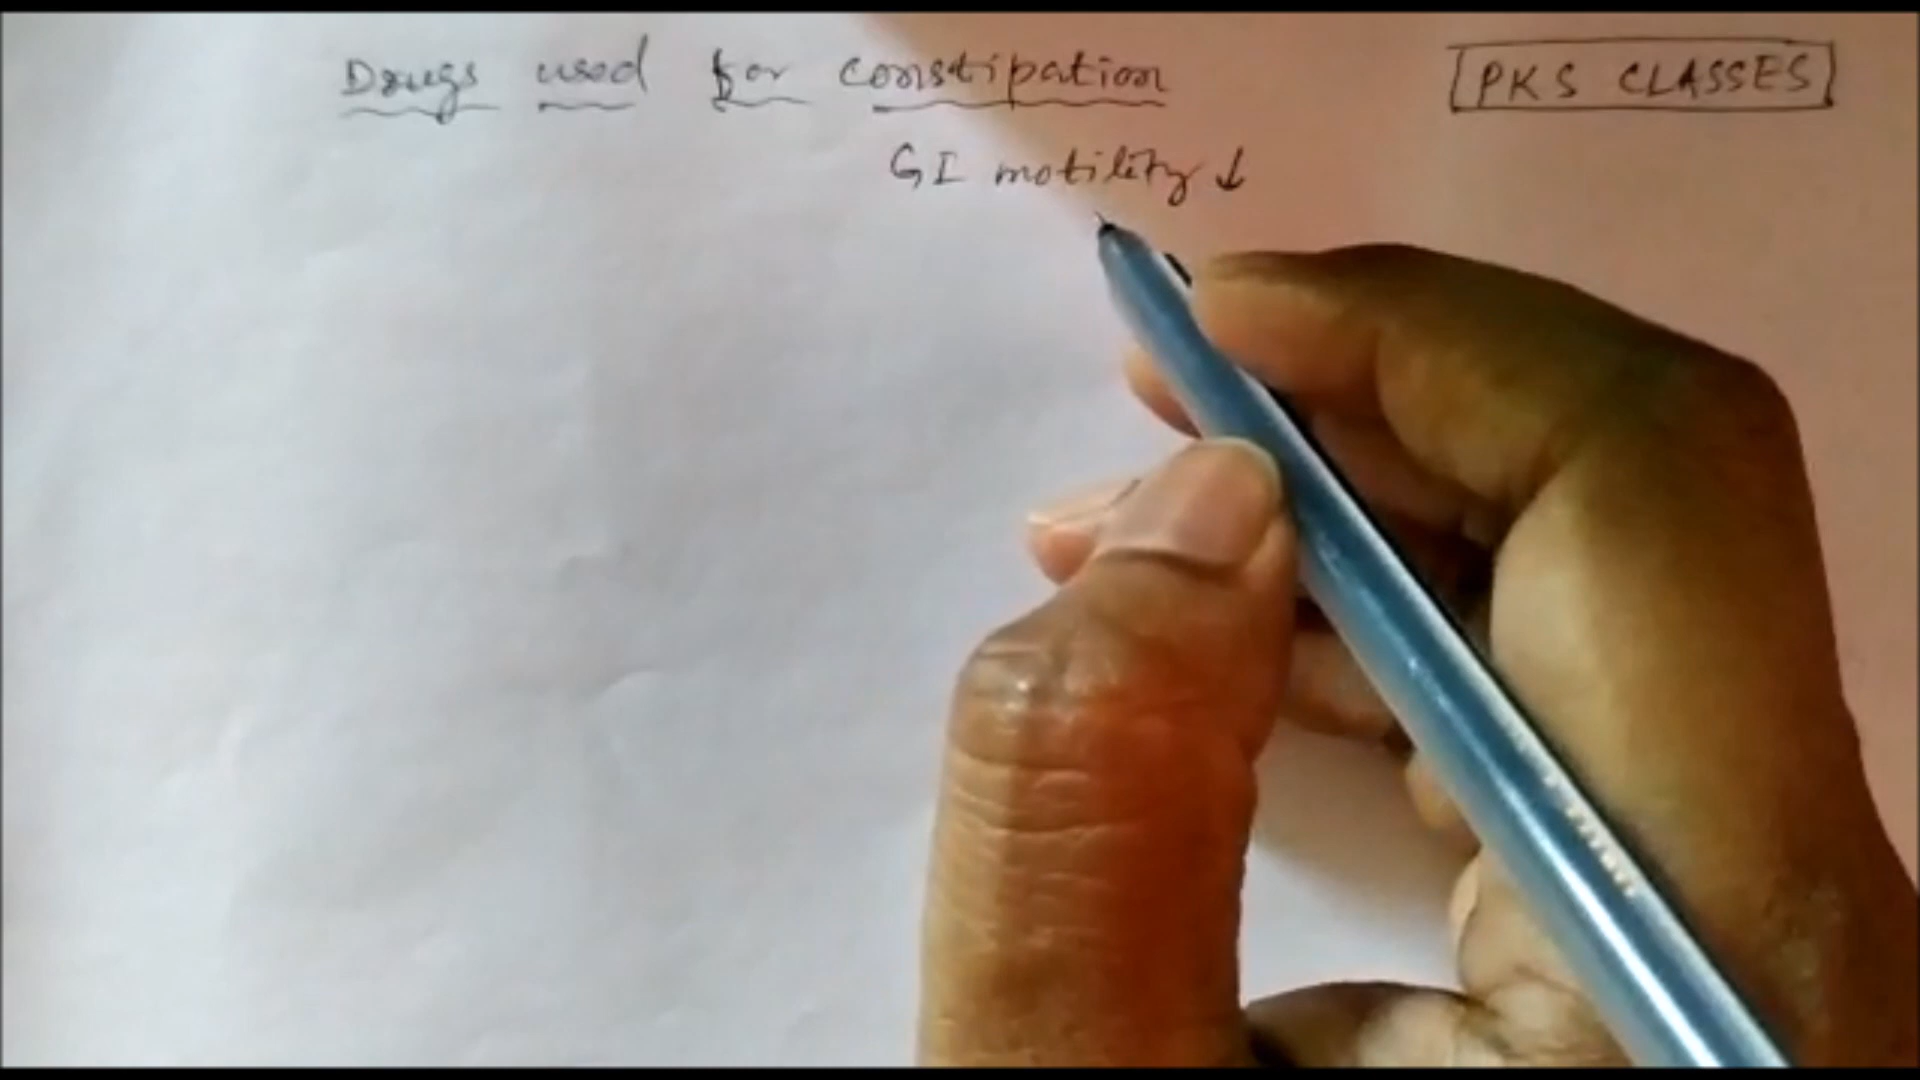 Drugs used for constipation
PKS CLASSES
GI motility ↓